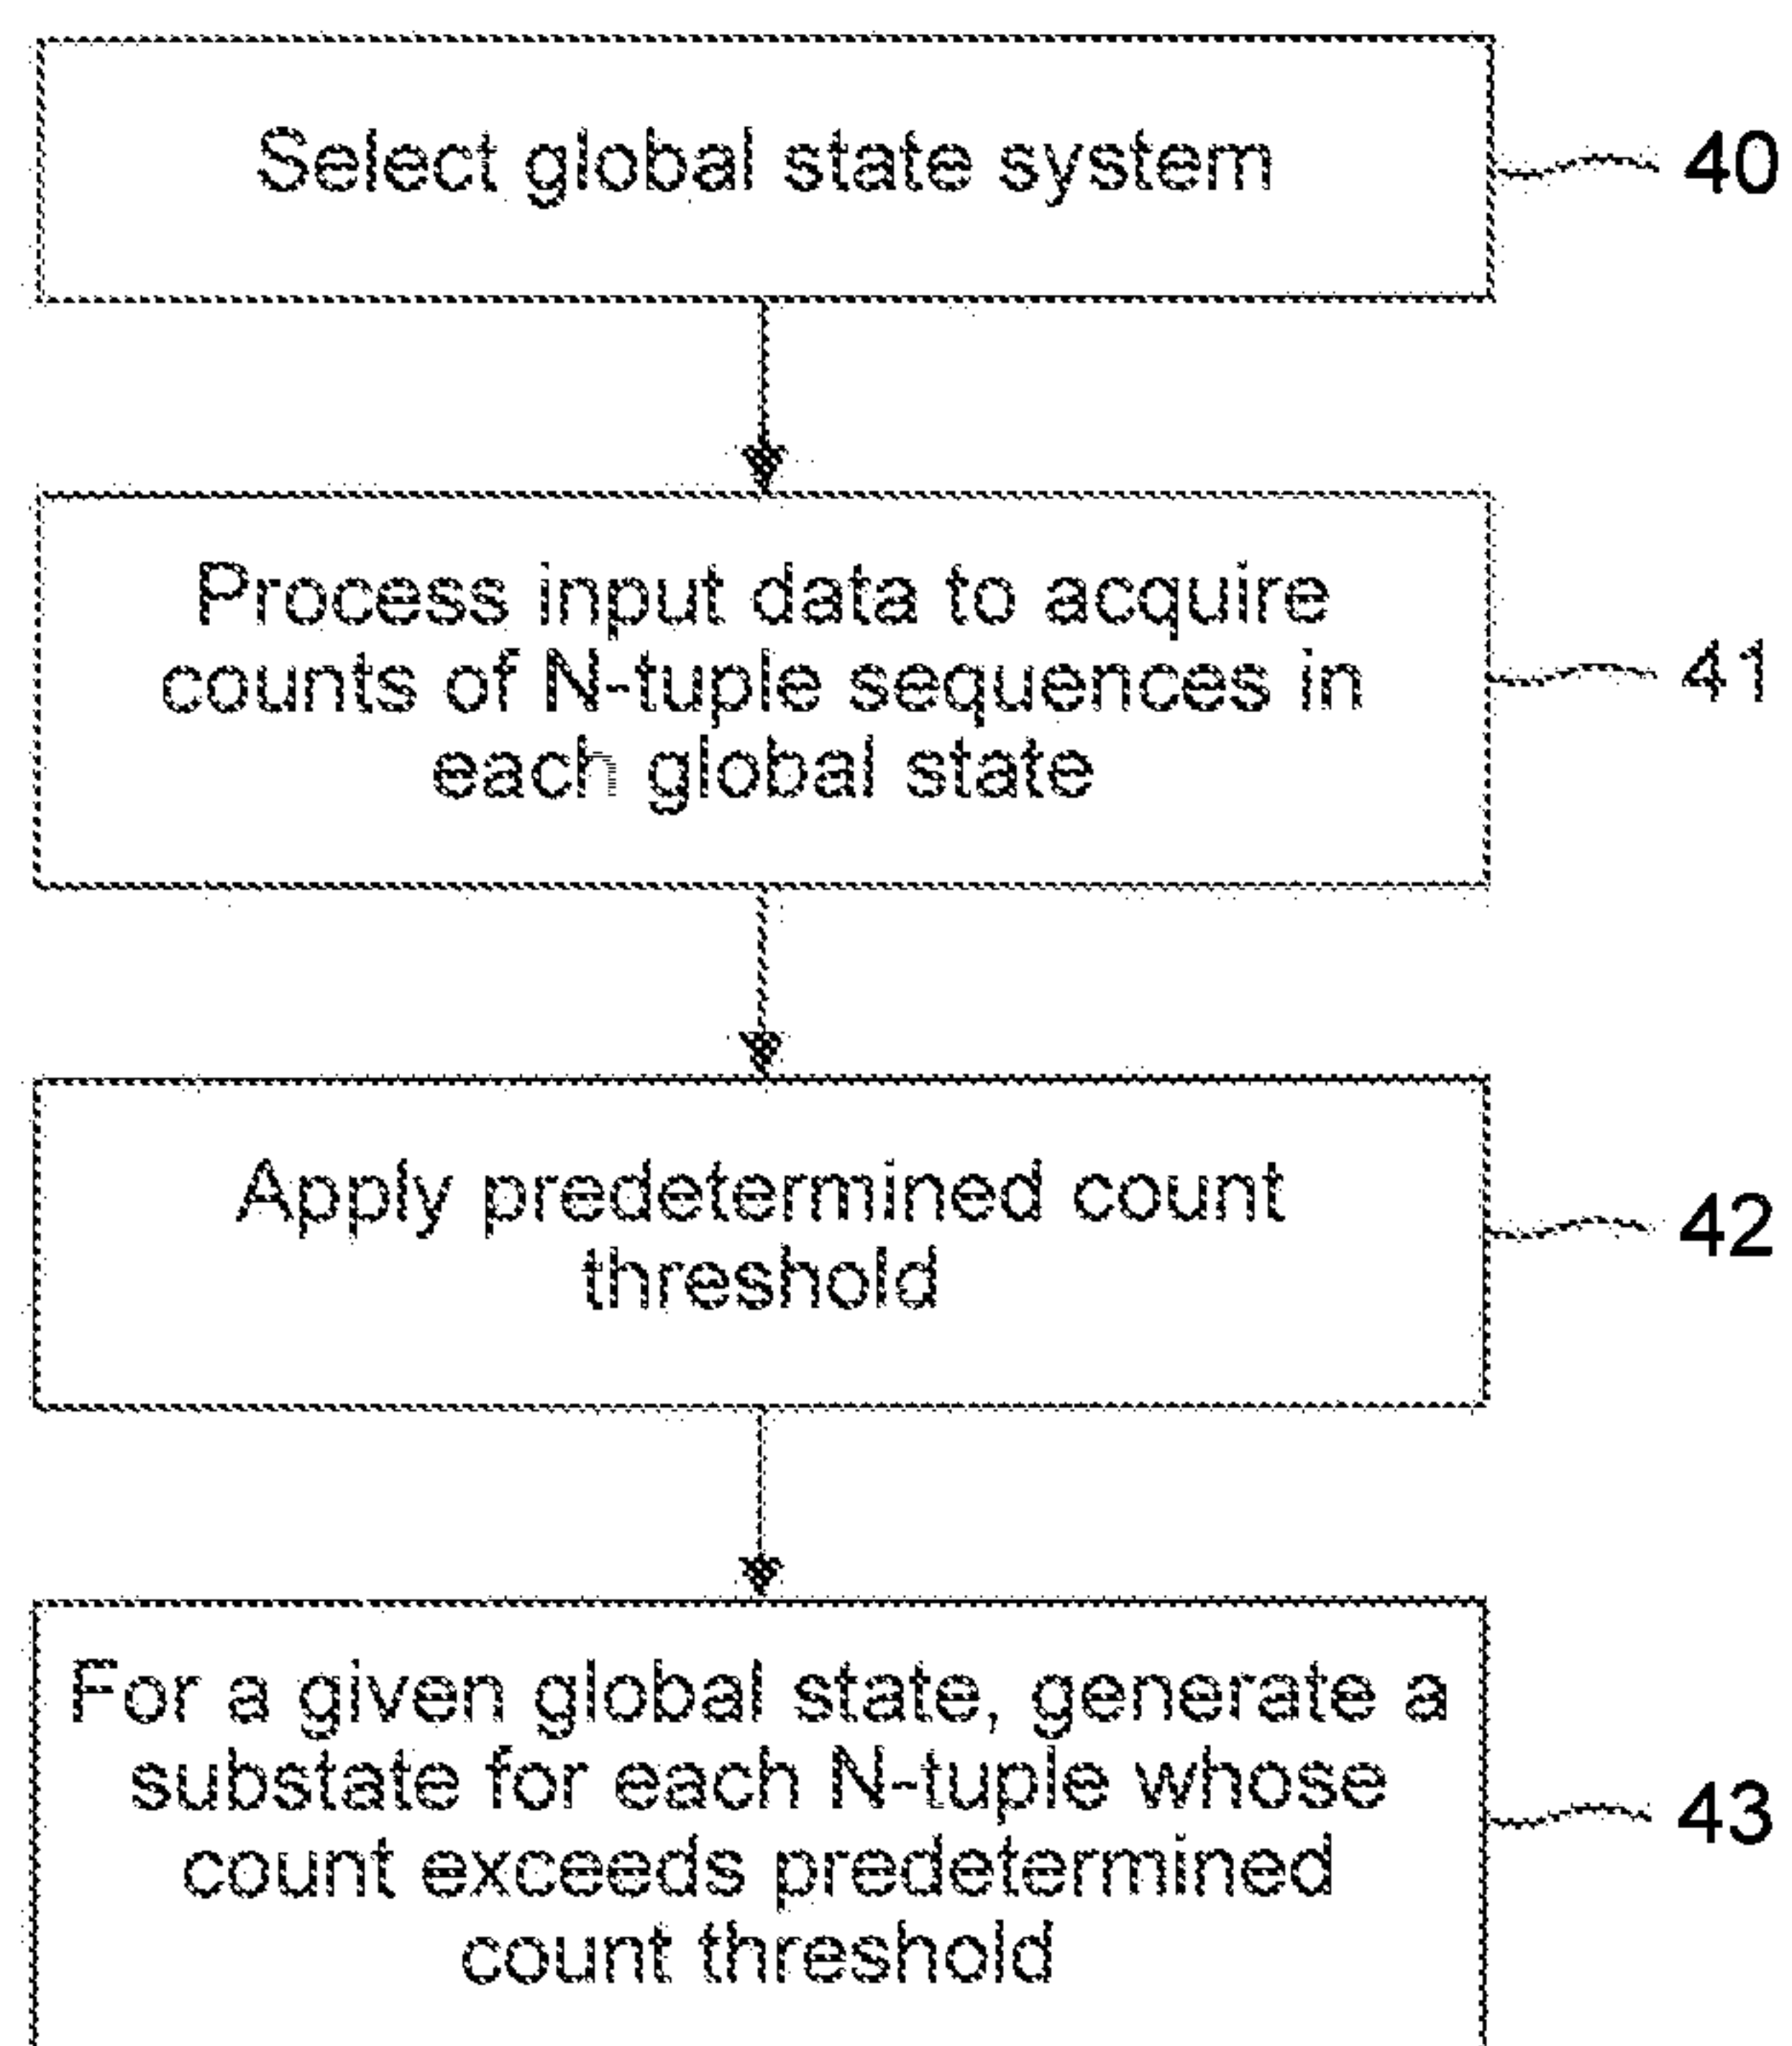 Select global state system
40
Process input data to acquire
counts of N-tuple sequences in
each global state
41
Apply predetermined count
threshold
42
For a given global state, generate a
substate for each N-tuple whose
count exceeds predetermined
count threshold
43